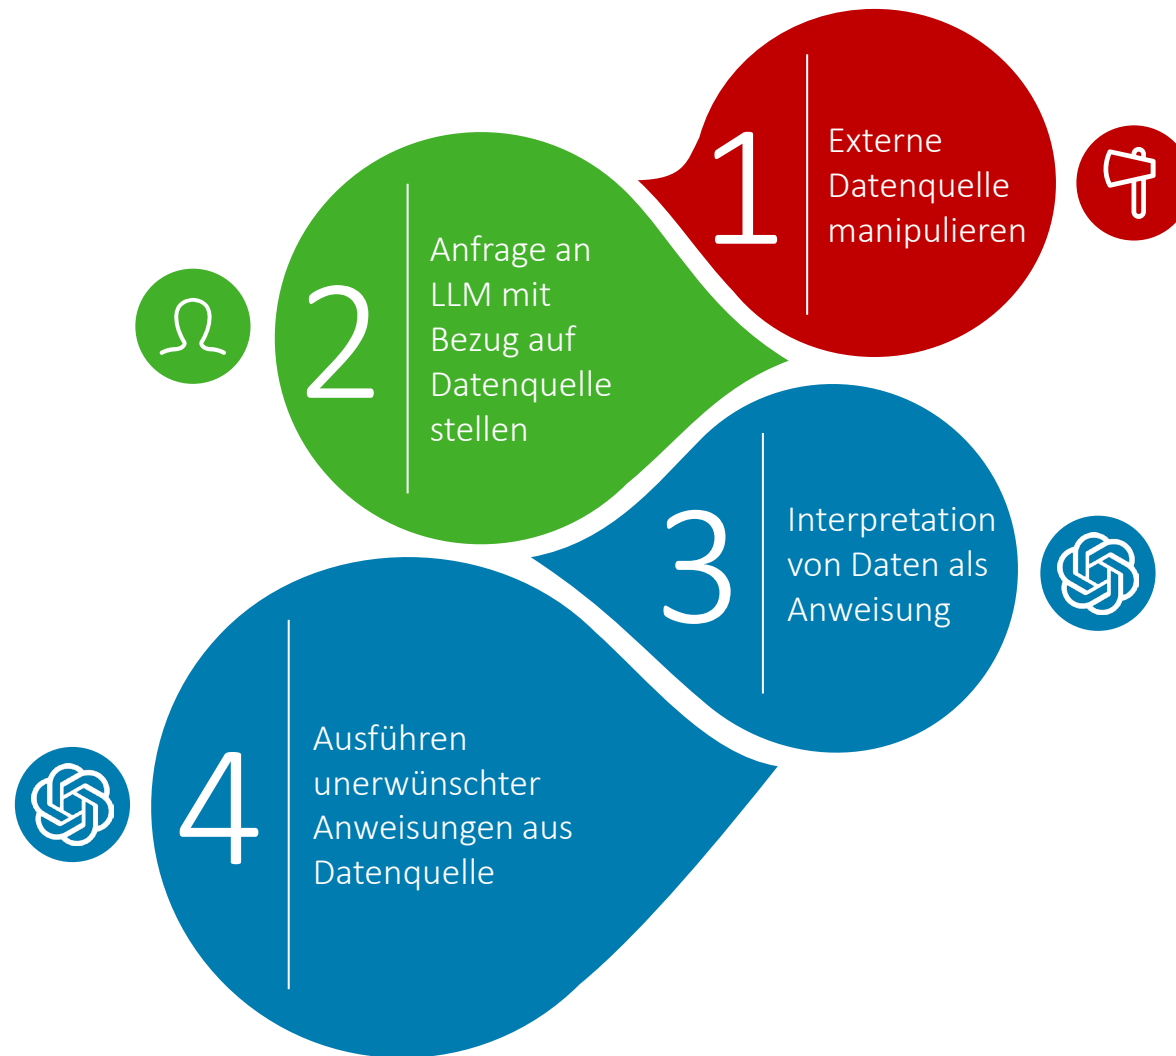 1
Externe
Datenquelle
manipulieren
2
Anfrage an
LLM mit
Bezug auf
Datenquelle
stellen
3
Interpretation
von Daten als
Anweisung
4
Ausführen
unerwünschter
Anweisungen aus
Datenquelle